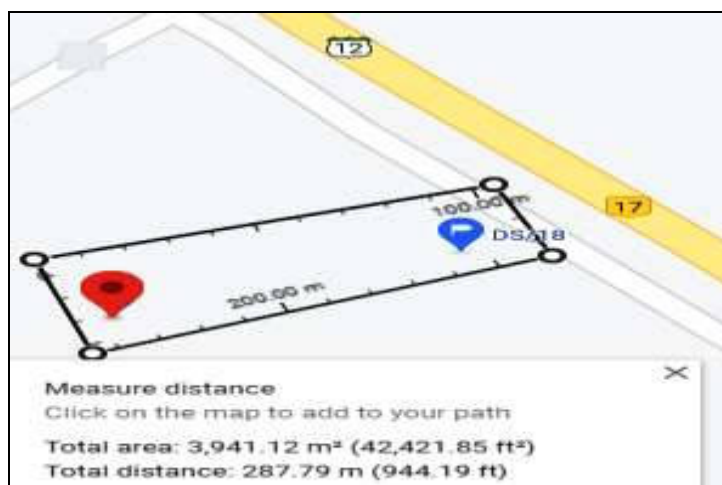 12
100.00 m
17
DS/18
200.00 m
Measure distance
Click on the map to add to your path
Total area: 3,941.12 m² (42,421.85 ft²)
Total distance: 287.79 m (944.19 ft)